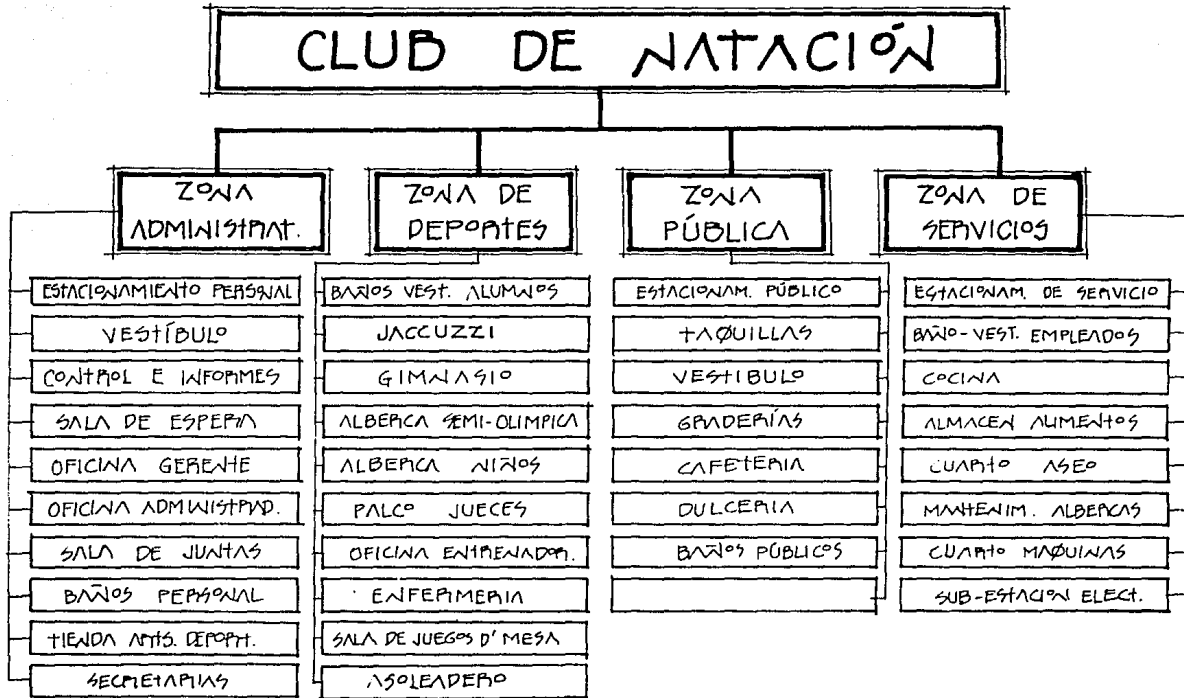 CLUB DE NATACIÓN
ZONA
ADMINISTRAT.
ZONA DE
DEPORTES
ZONA
PÚBLICA
ZONA DE
SERVICIOS
ESTACIONAMIENTO PERSONAL
VESTÍBULO
CONTROL E INFORMES
SALA DE ESPERA
OFICINA GERENTE
OFICINA ADMINISTRAD.
SALA DE JUNTAS
BAÑOS PERSONAL
TIENDA ARTS. DEPORT.
SECRETARIAS
BAÑOS VEST. ALUMNOS
JACCUZZI
GIMNASIO
ALBERCA SEMI-OLIMPICA
ALBERCA NIÑOS
PALCO JUECES
OFICINA ENTRENADOR.
ENFERMERIA
SALA DE JUEGOS D' MESA
ASOLEADERO
ESTACIONAM. PÚBLICO
TAQUILLAS
VESTIBULO
GRADERÍAS
CAFETERIA
DULCERIA
BAÑOS PÚBLICOS
ESTACIONAM. DE SERVICIO
BAÑO-VEST. EMPLEADOS
COCINA
ALMACEN ALIMENTOS
CUARTO ASEO
MANTENIM. ALBERCAS
CUARTO MAQUINAS
SUB-ESTACION ELECT.